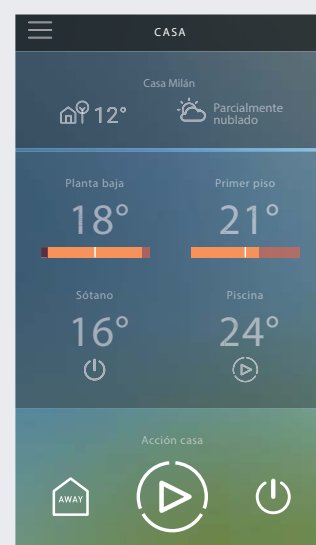 CASA
Casa Milán
12°
Parcialmente
nublado
Planta baja
Primer piso
18°
21°
Sótano
Piscina
16°
24°
Acción casa
AWAY